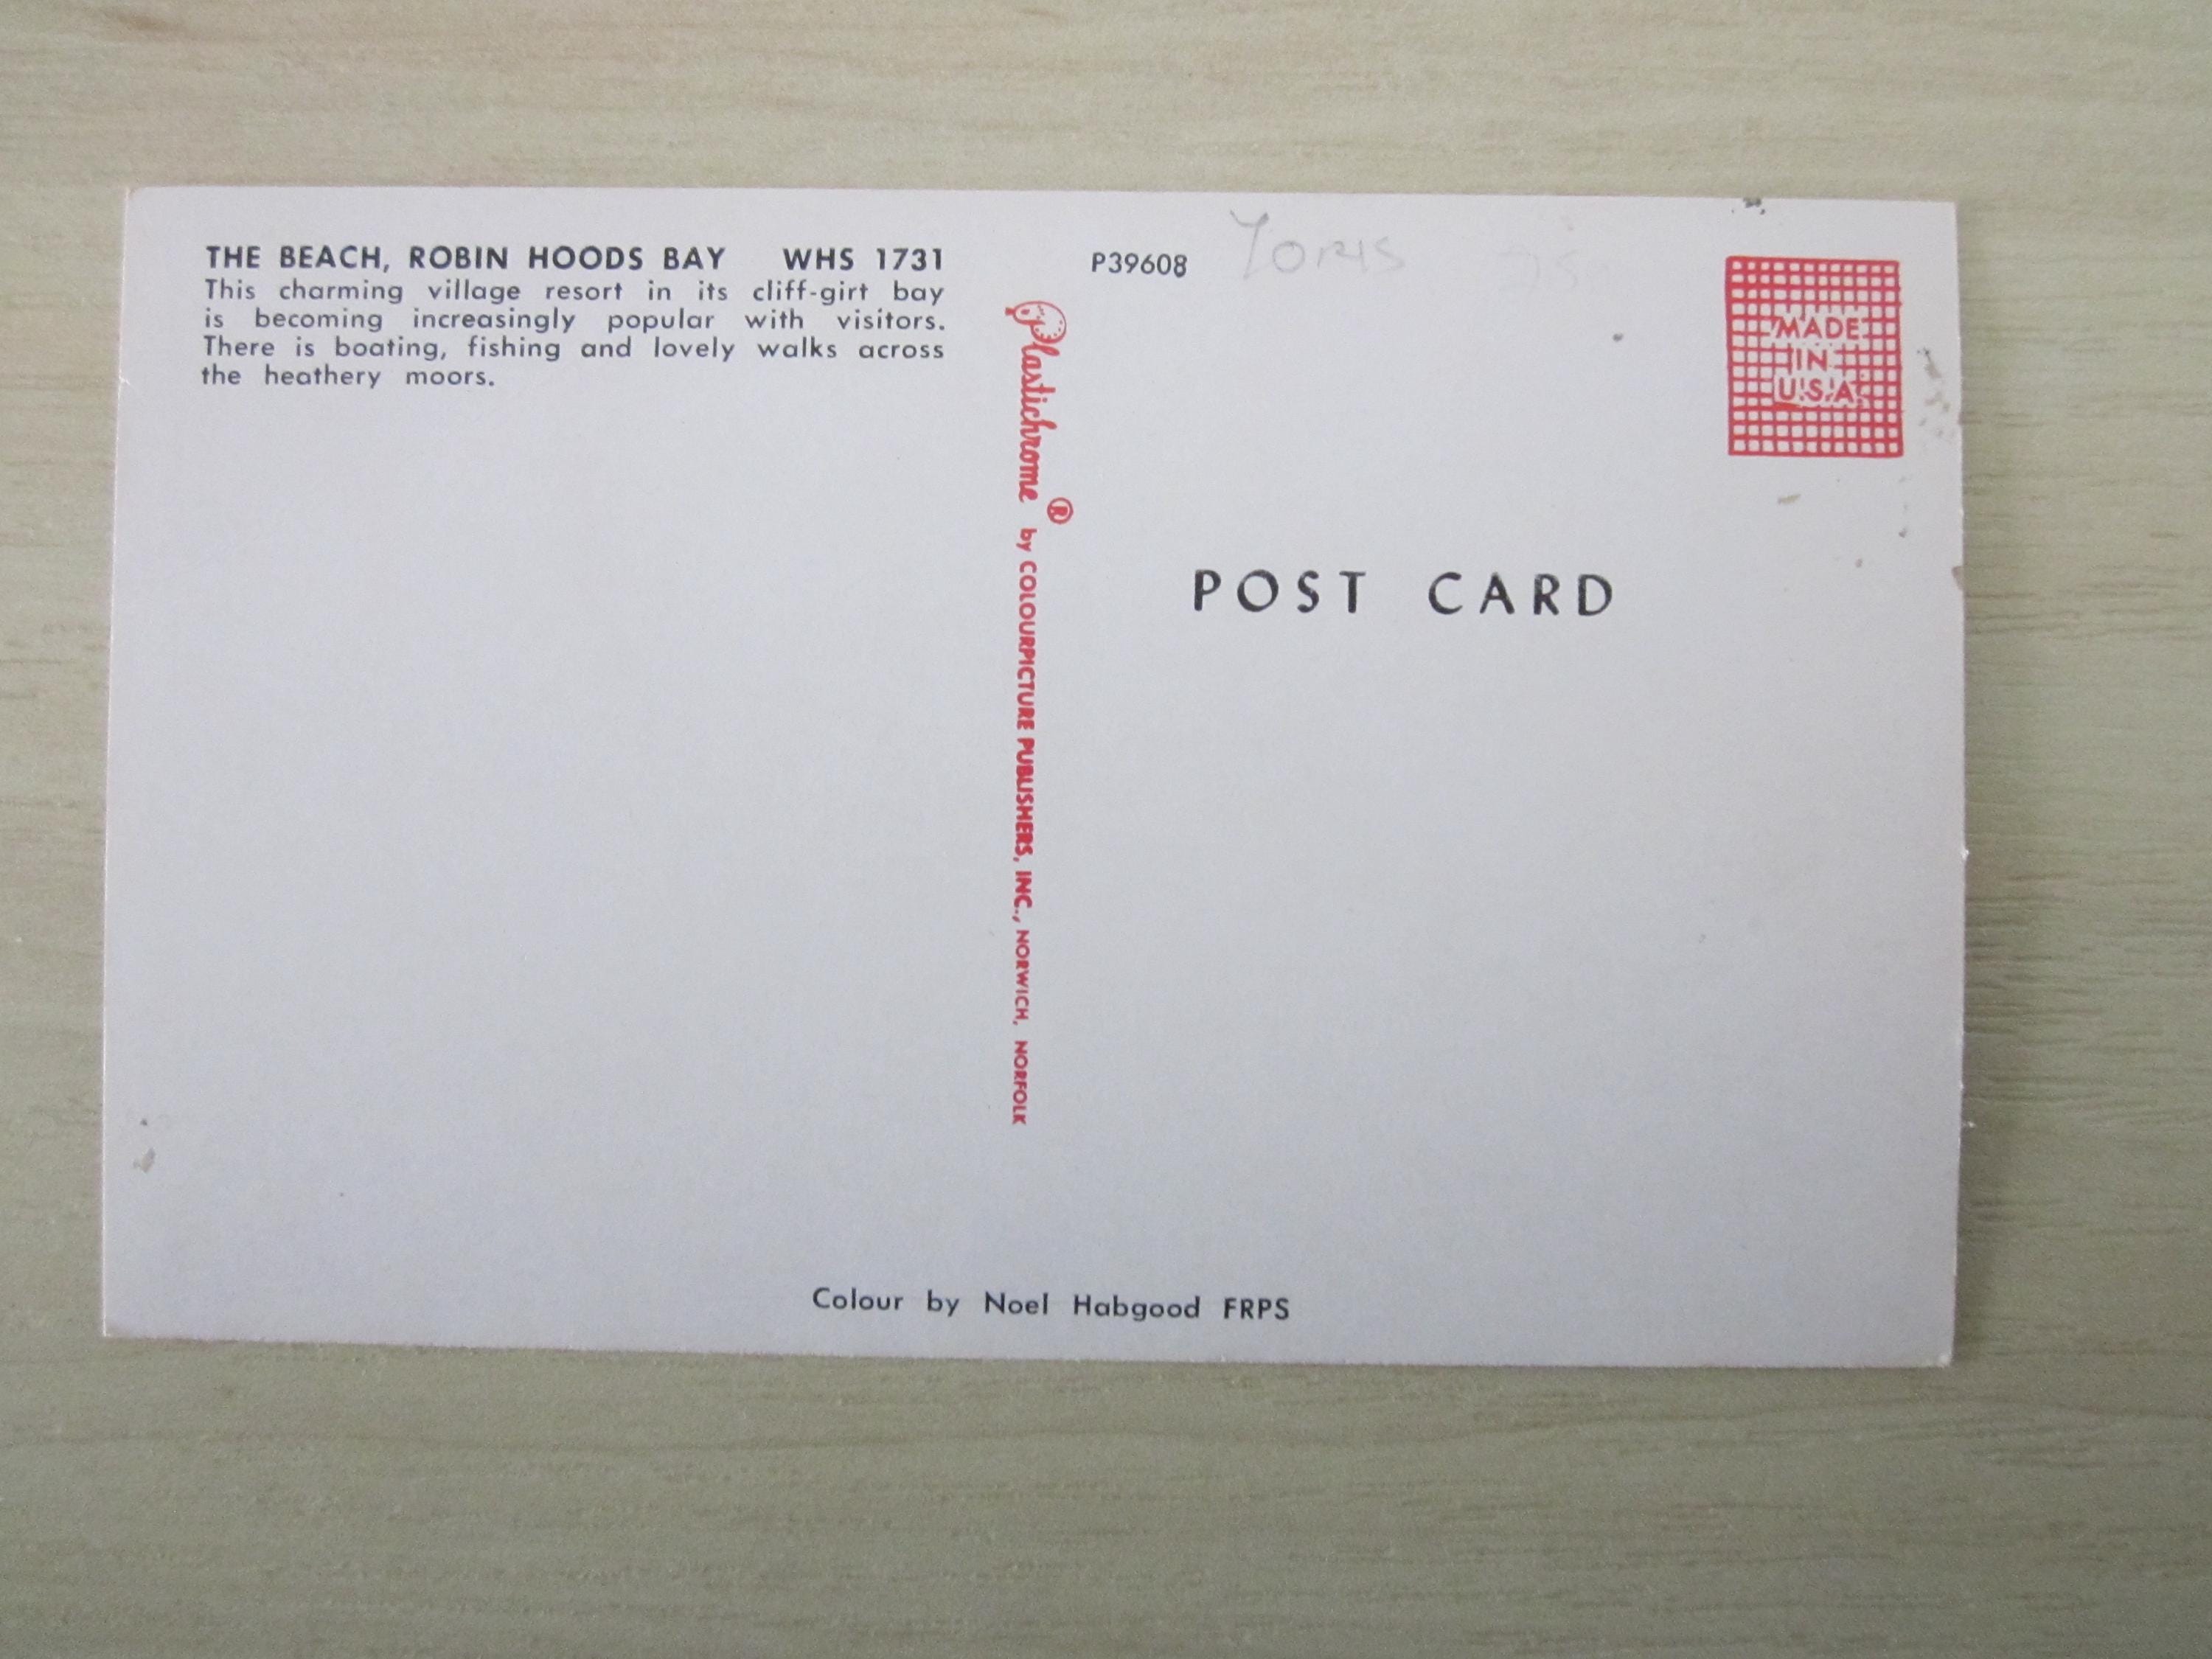 THE BEACH, ROBIN HOODS BAY WHS 1731
This charming village resort in its cliff-girt bay
is becoming increasingly popular with visitors.
There is boating, fishing and lovely walks across
the heathery moors.
Plastichrome ® by COLOURPICTURE PUBLISHERS, INC., NORWICH, NORFOLK
P39608
MADE
IN
U.S.A.
POST CARD
Colour by Noel Habgood FRPS